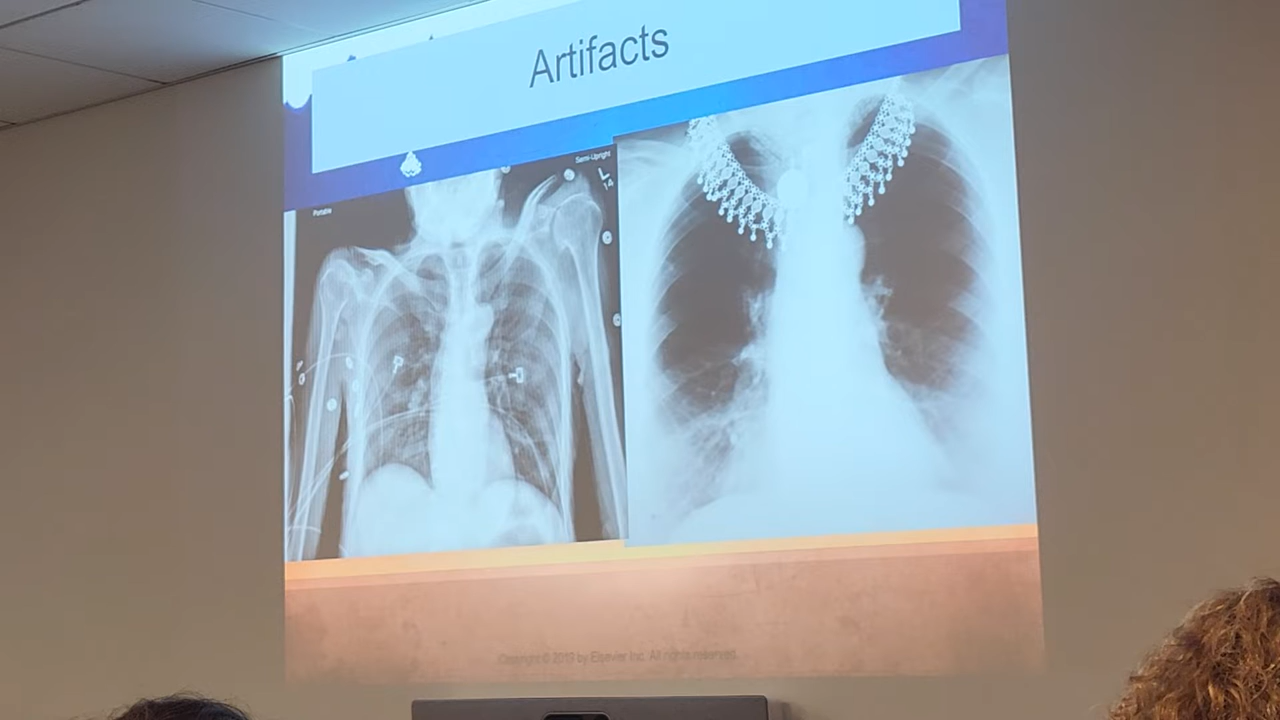 Artifacts
Portable
Semi-Upright
L
Copyright © 2019 by Elsevier Inc. All rights reserved.